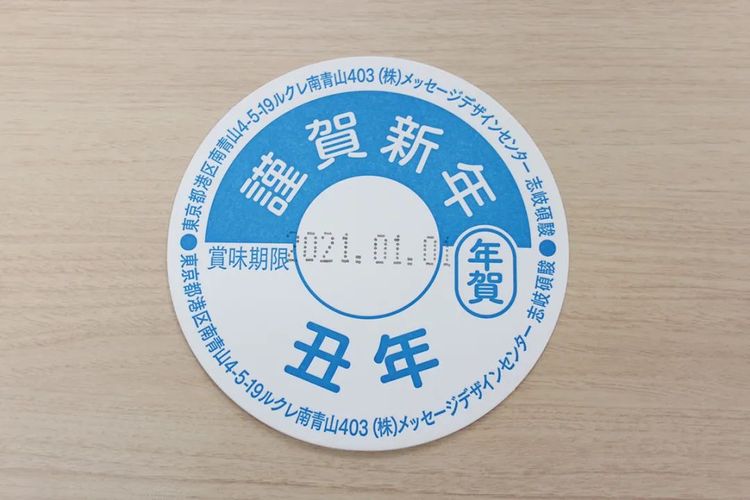 東京都港区南青山4-5-19ルクレ南青山403 (株)メッセージデザインセンター 志岐碩駿
謹賀新年
賞味期限 2021.01.01
年賀
丑年
東京都港区南青山4-5-19ルクレ南青山403 (株)メッセージデザインセンター 志岐碩駿